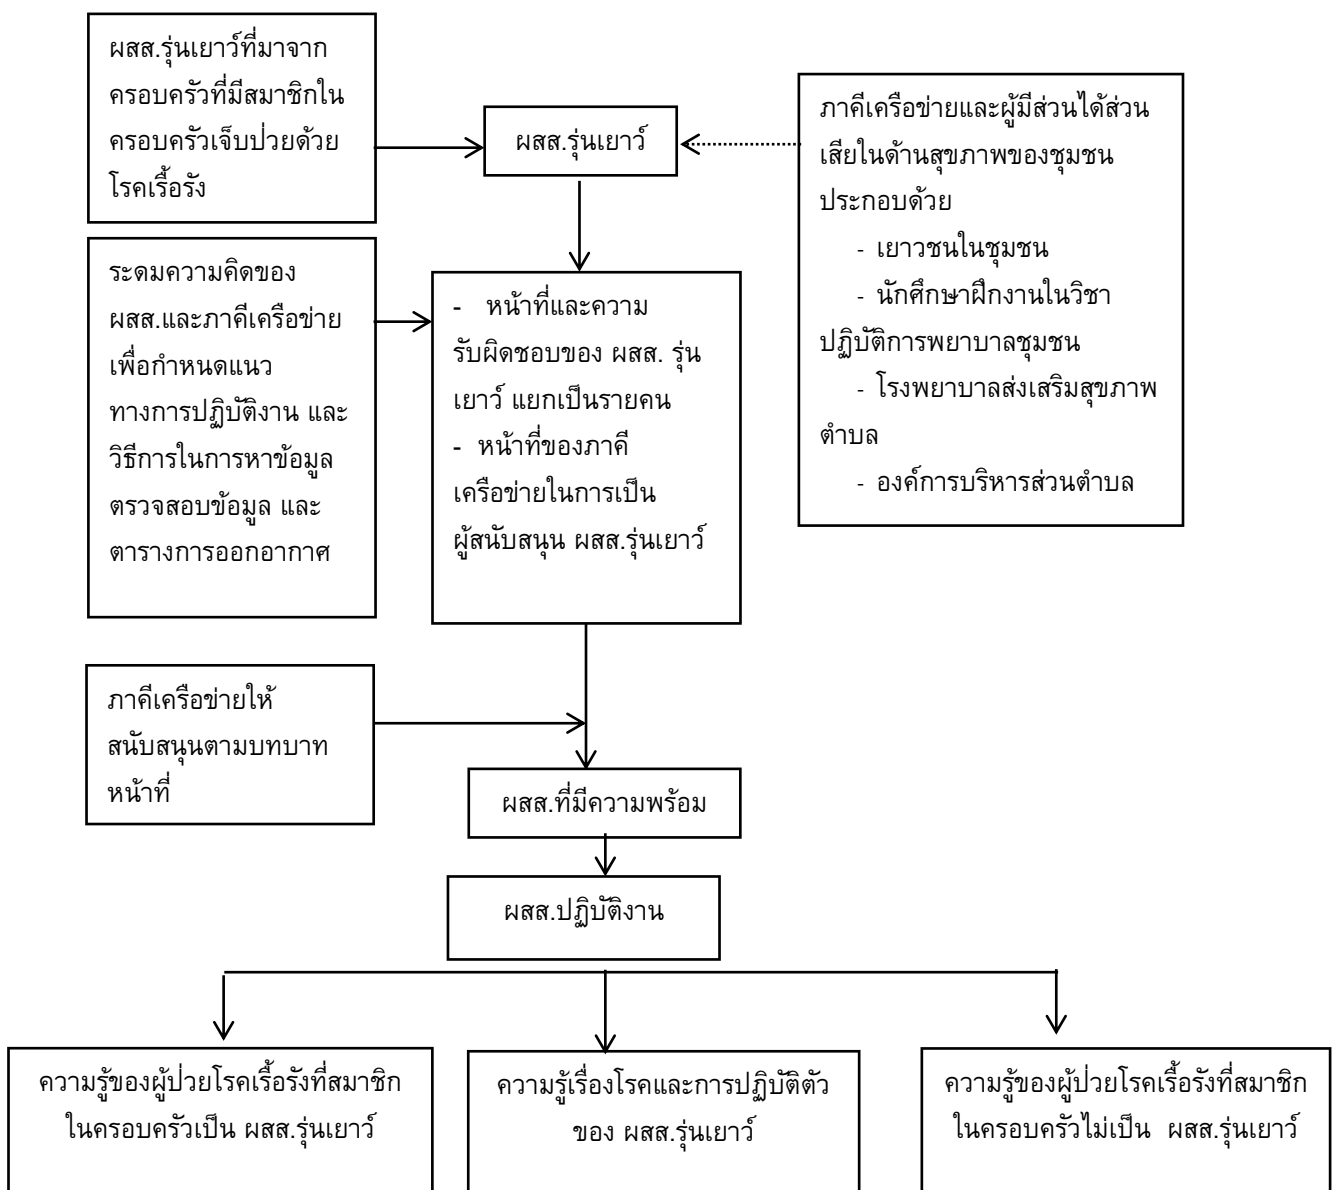 ผสส.รุ่นเยาว์ที่มาจาก
ครอบครัวที่มีสมาชิกใน
ครอบครัวเจ็บป่วยด้วย
โรคเรื้อรัง
ผสส.รุ่นเยาว์
ภาคีเครือข่ายและผู้มีส่วนได้ส่วน
เสียในด้านสุขภาพของชุมชน
ประกอบด้วย
- เยาวชนในชุมชน
- นักศึกษาฝึกงานในวิชา
ปฏิบัติการพยาบาลชุมชน
- โรงพยาบาลส่งเสริมสุขภาพ
ตำบล
- องค์การบริหารส่วนตำบล
ระดมความคิดของ
ผสส.และภาคีเครือข่าย
เพื่อกำหนดแนว
ทางการปฏิบัติงาน และ
วิธีการในการหาข้อมูล
ตรวจสอบข้อมูล และ
ตารางการออกอากาศ
- หน้าที่และความ
รับผิดชอบของ ผสส. รุ่น
เยาว์ แยกเป็นรายคน
- หน้าที่ของภาคี
เครือข่ายในการเป็น
ผู้สนับสนุน ผสส.รุ่นเยาว์
ภาคีเครือข่ายให้
สนับสนุนตามบทบาท
หน้าที่
ผสส.ที่มีความพร้อม
ผสส.ปฏิบัติงาน
ความรู้ของผู้ป่วยโรคเรื้อรังที่สมาชิก
ในครอบครัวเป็น ผสส.รุ่นเยาว์
ความรู้เรื่องโรคและการปฏิบัติตัว
ของ ผสส.รุ่นเยาว์
ความรู้ของผู้ป่วยโรคเรื้อรังที่สมาชิก
ในครอบครัวไม่เป็น ผสส.รุ่นเยาว์